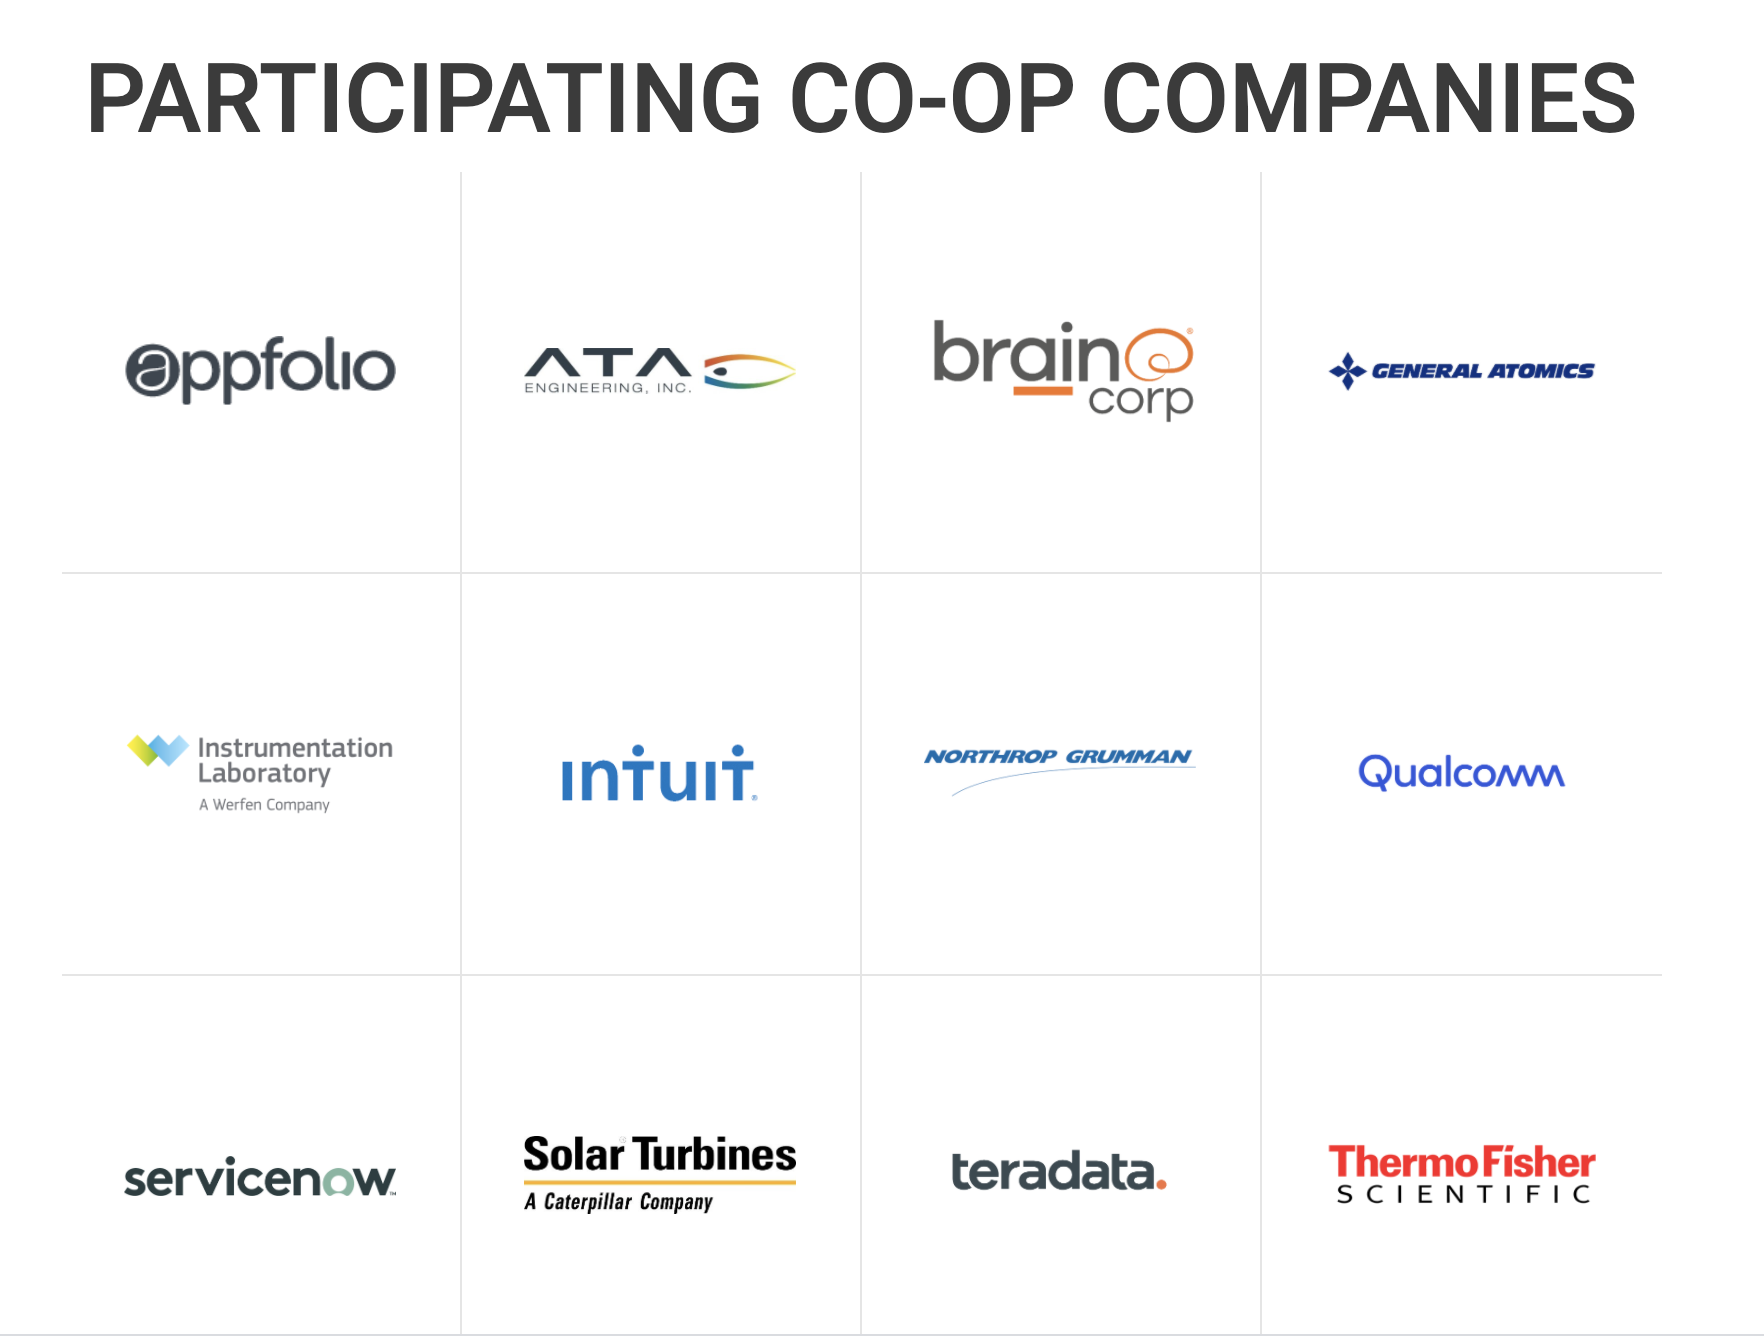 PARTICIPATING CO-OP COMPANIES
appfolio
ATA
ENGINEERING, INC.
brain
corp
GENERAL ATOMICS
Instrumentation
Laboratory
A Werfen Company
intuit
NORTHROP GRUMMAN
Qualcomm
servicenow
Solar Turbines
A Caterpillar Company
teradata.
ThermoFisher
SCIENTIFIC